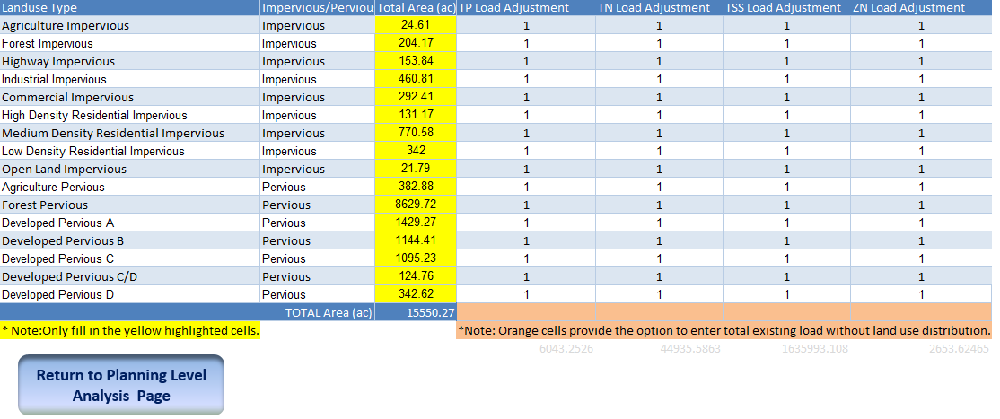 Landuse Type Impervious/Perviou Total Area (ac) TP Load Adjustment TN Load Adjustment TSS Load Adjustment ZN Load Adjustment
Agriculture Impervious Impervious 24.61 1 1 1 1
Forest Impervious Impervious 204.17 1 1 1 1
Highway Impervious Impervious 153.84 1 1 1 1
Industrial Impervious Impervious 460.81 1 1 1 1
Commercial Impervious Impervious 292.41 1 1 1 1
High Density Residential Impervious Impervious 131.17 1 1 1 1
Medium Density Residential Impervious Impervious 770.58 1 1 1 1
Low Density Residential Impervious Impervious 342 1 1 1 1
Open Land Impervious Impervious 21.79 1 1 1 1
Agriculture Pervious Pervious 382.88 1 1 1 1
Forest Pervious Pervious 8629.72 1 1 1 1
Developed Pervious A Pervious 1429.27 1 1 1 1
Developed Pervious B Pervious 1144.41 1 1 1 1
Developed Pervious C Pervious 1095.23 1 1 1 1
Developed Pervious C/D Pervious 124.76 1 1 1 1
Developed Pervious D Pervious 342.62 1 1 1 1
TOTAL Area (ac) 15550.27
* Note:Only fill in the yellow highlighted cells. *Note: Orange cells provide the option to enter total existing load without land use distribution.
6043.2526 44935.5863 1635993.108 2653.62465
Return to Planning Level
Analysis Page